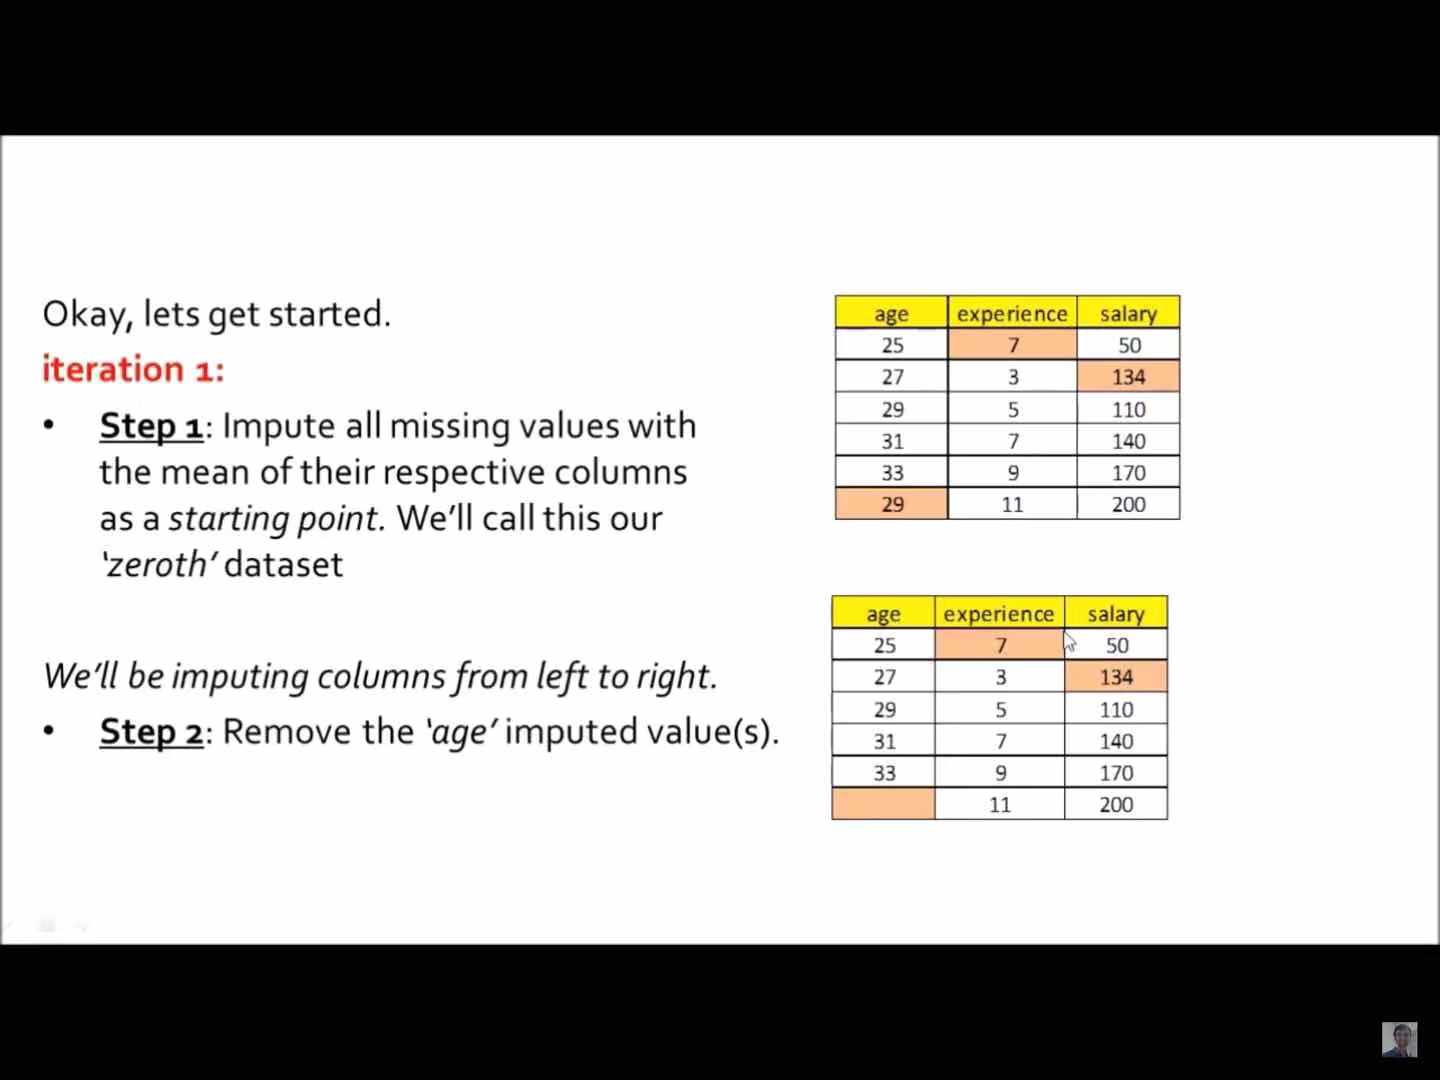 Okay, lets get started.
iteration 1:
• Step 1: Impute all missing values with
the mean of their respective columns
as a starting point. We'll call this our
'zeroth' dataset
We'll be imputing columns from left to right.
• Step 2: Remove the 'age' imputed value(s).
age experience salary
25 7 50
27 3 134
29 5 110
31 7 140
33 9 170
29 11 200
age experience salary
25 7 50
27 3 134
29 5 110
31 7 140
33 9 170
11 200